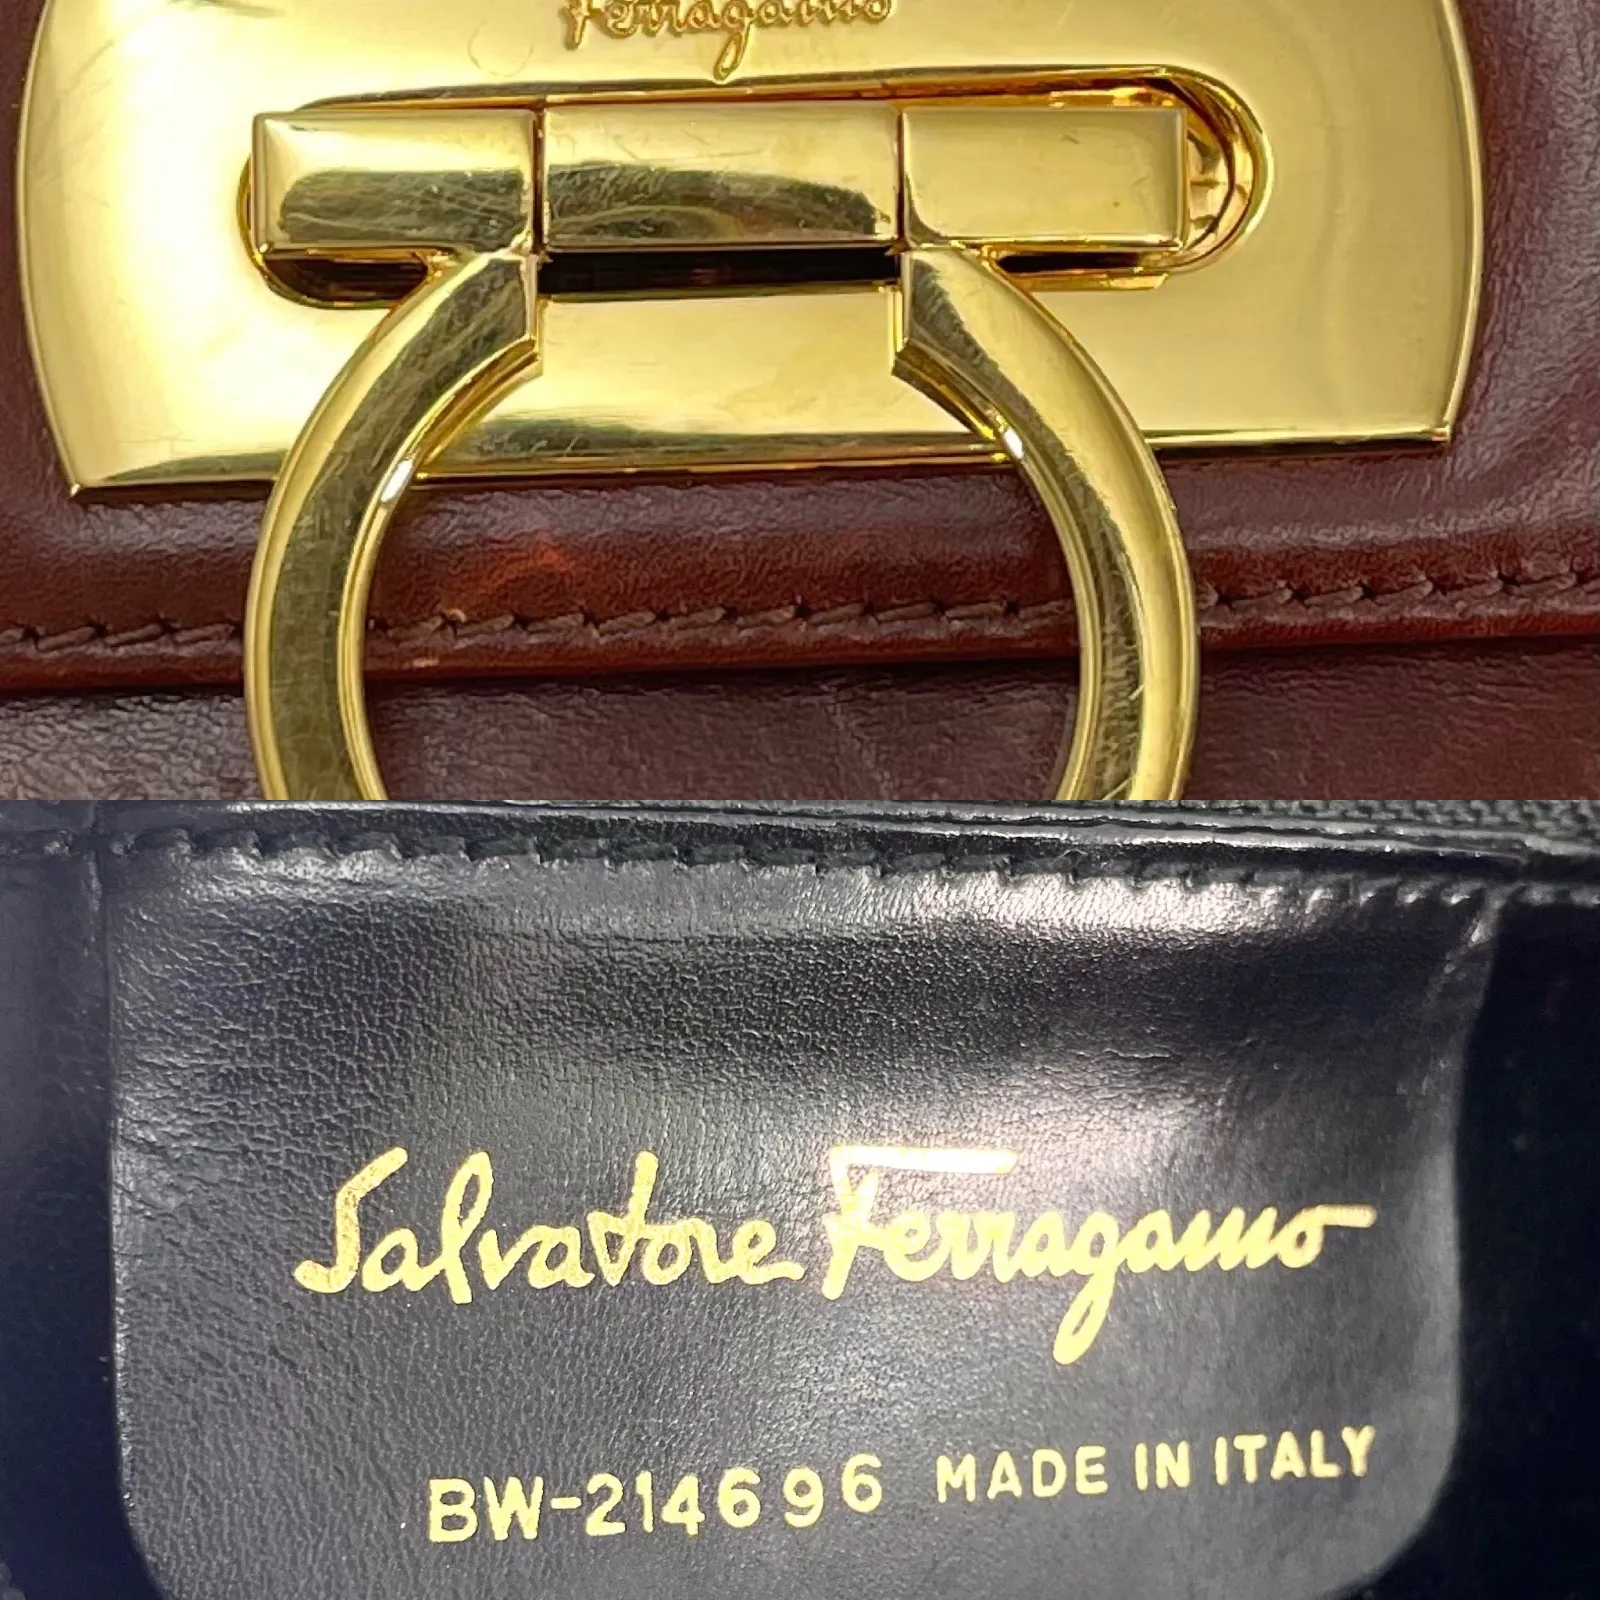 Ferragamo
Salvatore Ferragamo
BW-214696 MADE IN ITALY